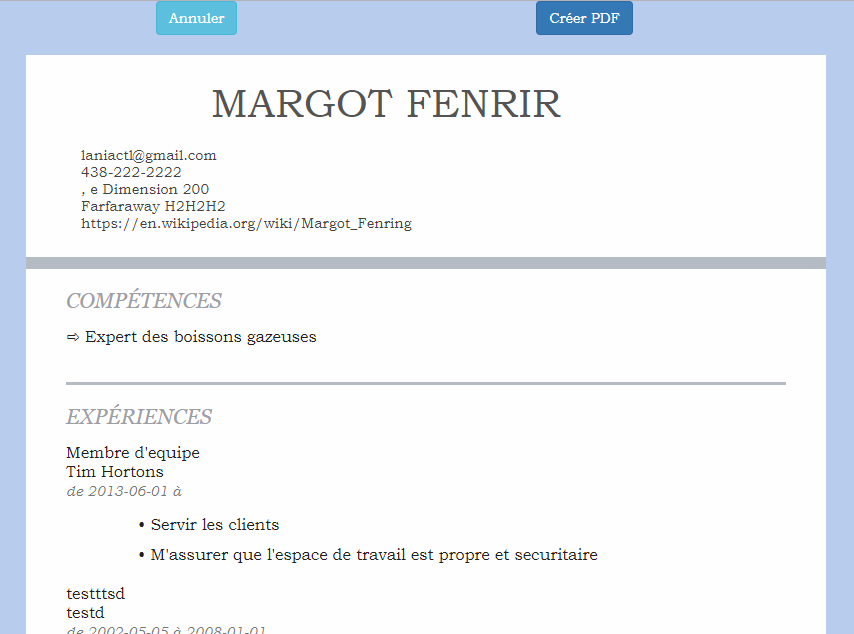 Annuler
Créer PDF
MARGOT FENRIR
laniactl@gmail.com
438-222-2222
, e Dimension 200
Farfaraway H2H2H2
https://en.wikipedia.org/wiki/Margot_Fenring
COMPÉTENCES
⇨ Expert des boissons gazeuses
EXPÉRIENCES
Membre d'equipe
Tim Hortons
de 2013-06-01 à
• Servir les clients
• M'assurer que l'espace de travail est propre et securitaire
testttsd
testd
de 2002-05-05 à 2008-01-01